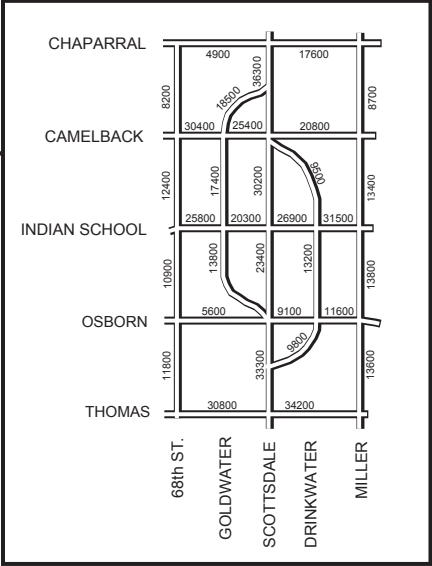 CHAPARRAL
4900 17600
8200 18500 36300 8700
CAMELBACK
30400 25400 20800
12400 17400 30200 9500 13400
INDIAN SCHOOL
25800 20300 26900 31500
10900 13800 23400 13200 13800
OSBORN
5600 9100 11600
11800 33300 9800 13600
THOMAS
30800 34200
68th ST.
GOLDWATER
SCOTTSDALE
DRINKWATER
MILLER